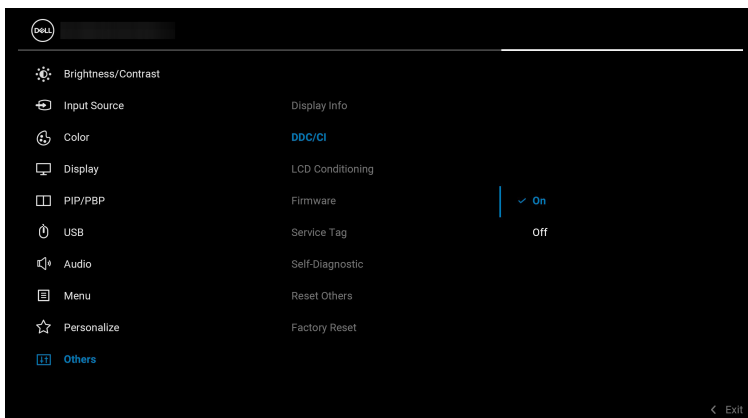 DELL
Brightness/Contrast
Input Source
Display Info
Color
DDC/CI
Display
LCD Conditioning
PIP/PBP
Firmware
On
USB
Service Tag
Off
Audio
Self-Diagnostic
Menu
Reset Others
Personalize
Factory Reset
Others
Exit